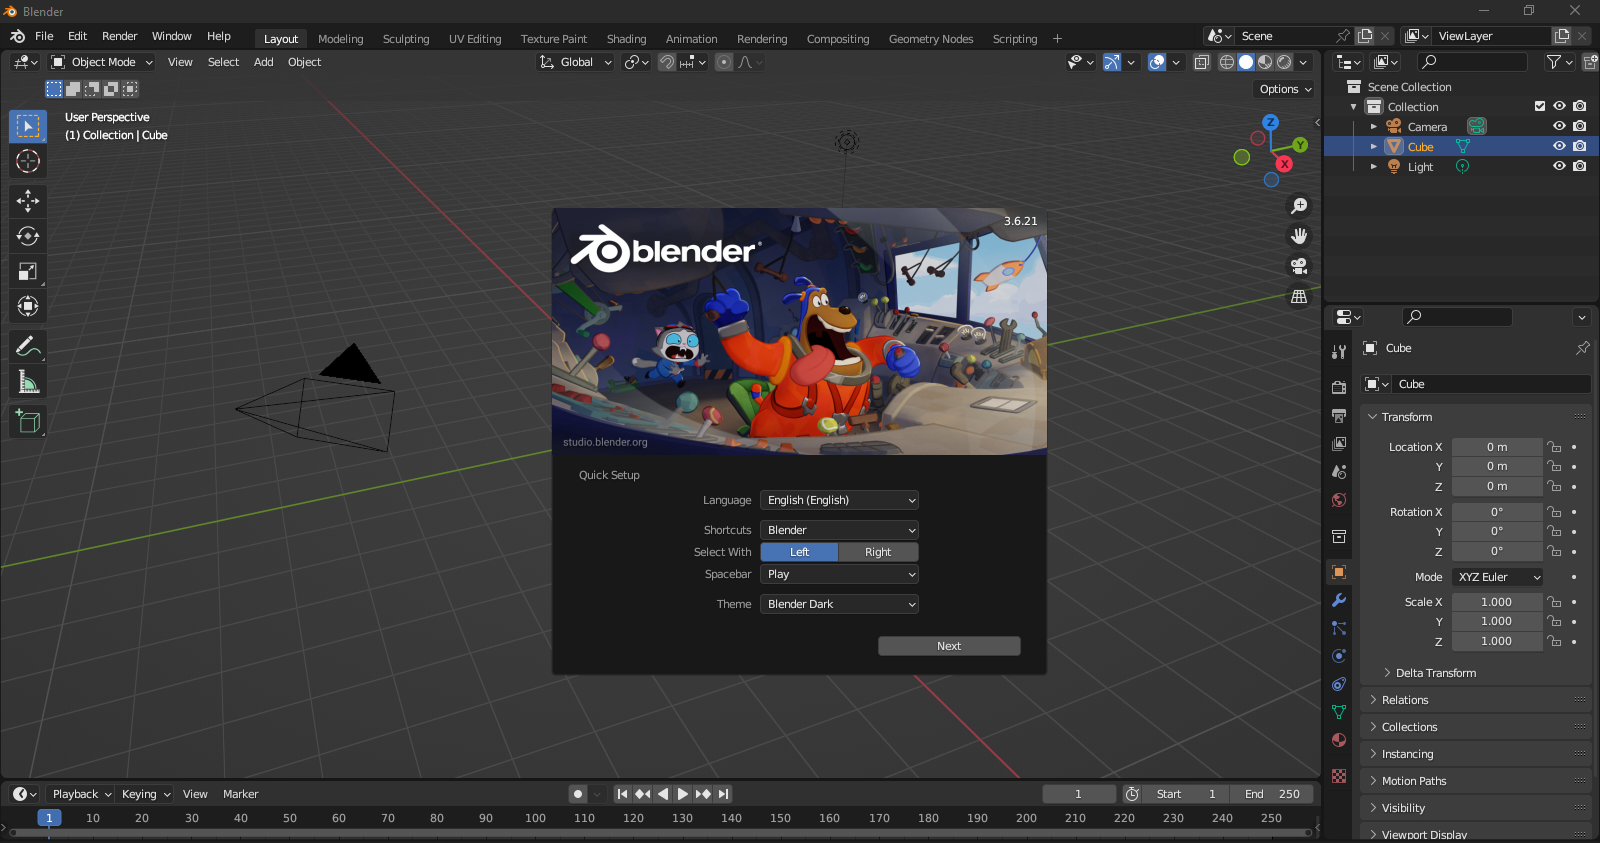 Blender
File Edit Render Window Help Layout Modeling Sculpting UV Editing Texture Paint Shading Animation Rendering Compositing Geometry Nodes Scripting + Scene ViewLayer
Object Mode View Select Add Object Global
Options
User Perspective
(1) Collection | Cube
Z
Y
X
Scene Collection
Collection
Camera
Cube
Light
3.6.21
blender
studio.blender.org
Quick Setup
Language English (English)
Shortcuts Blender
Select With Left Right
Spacebar Play
Theme Blender Dark
Next
Cube
Cube
Transform
Location X 0 m
Y 0 m
Z 0 m
Rotation X 0°
Y 0°
Z 0°
Mode XYZ Euler
Scale X 1.000
Y 1.000
Z 1.000
Delta Transform
Relations
Collections
Instancing
Motion Paths
Visibility
Viewport Display
Playback Keying View Marker 1 Start 1 End 250
1 10 20 30 40 50 60 70 80 90 100 110 120 130 140 150 160 170 180 190 200 210 220 230 240 250